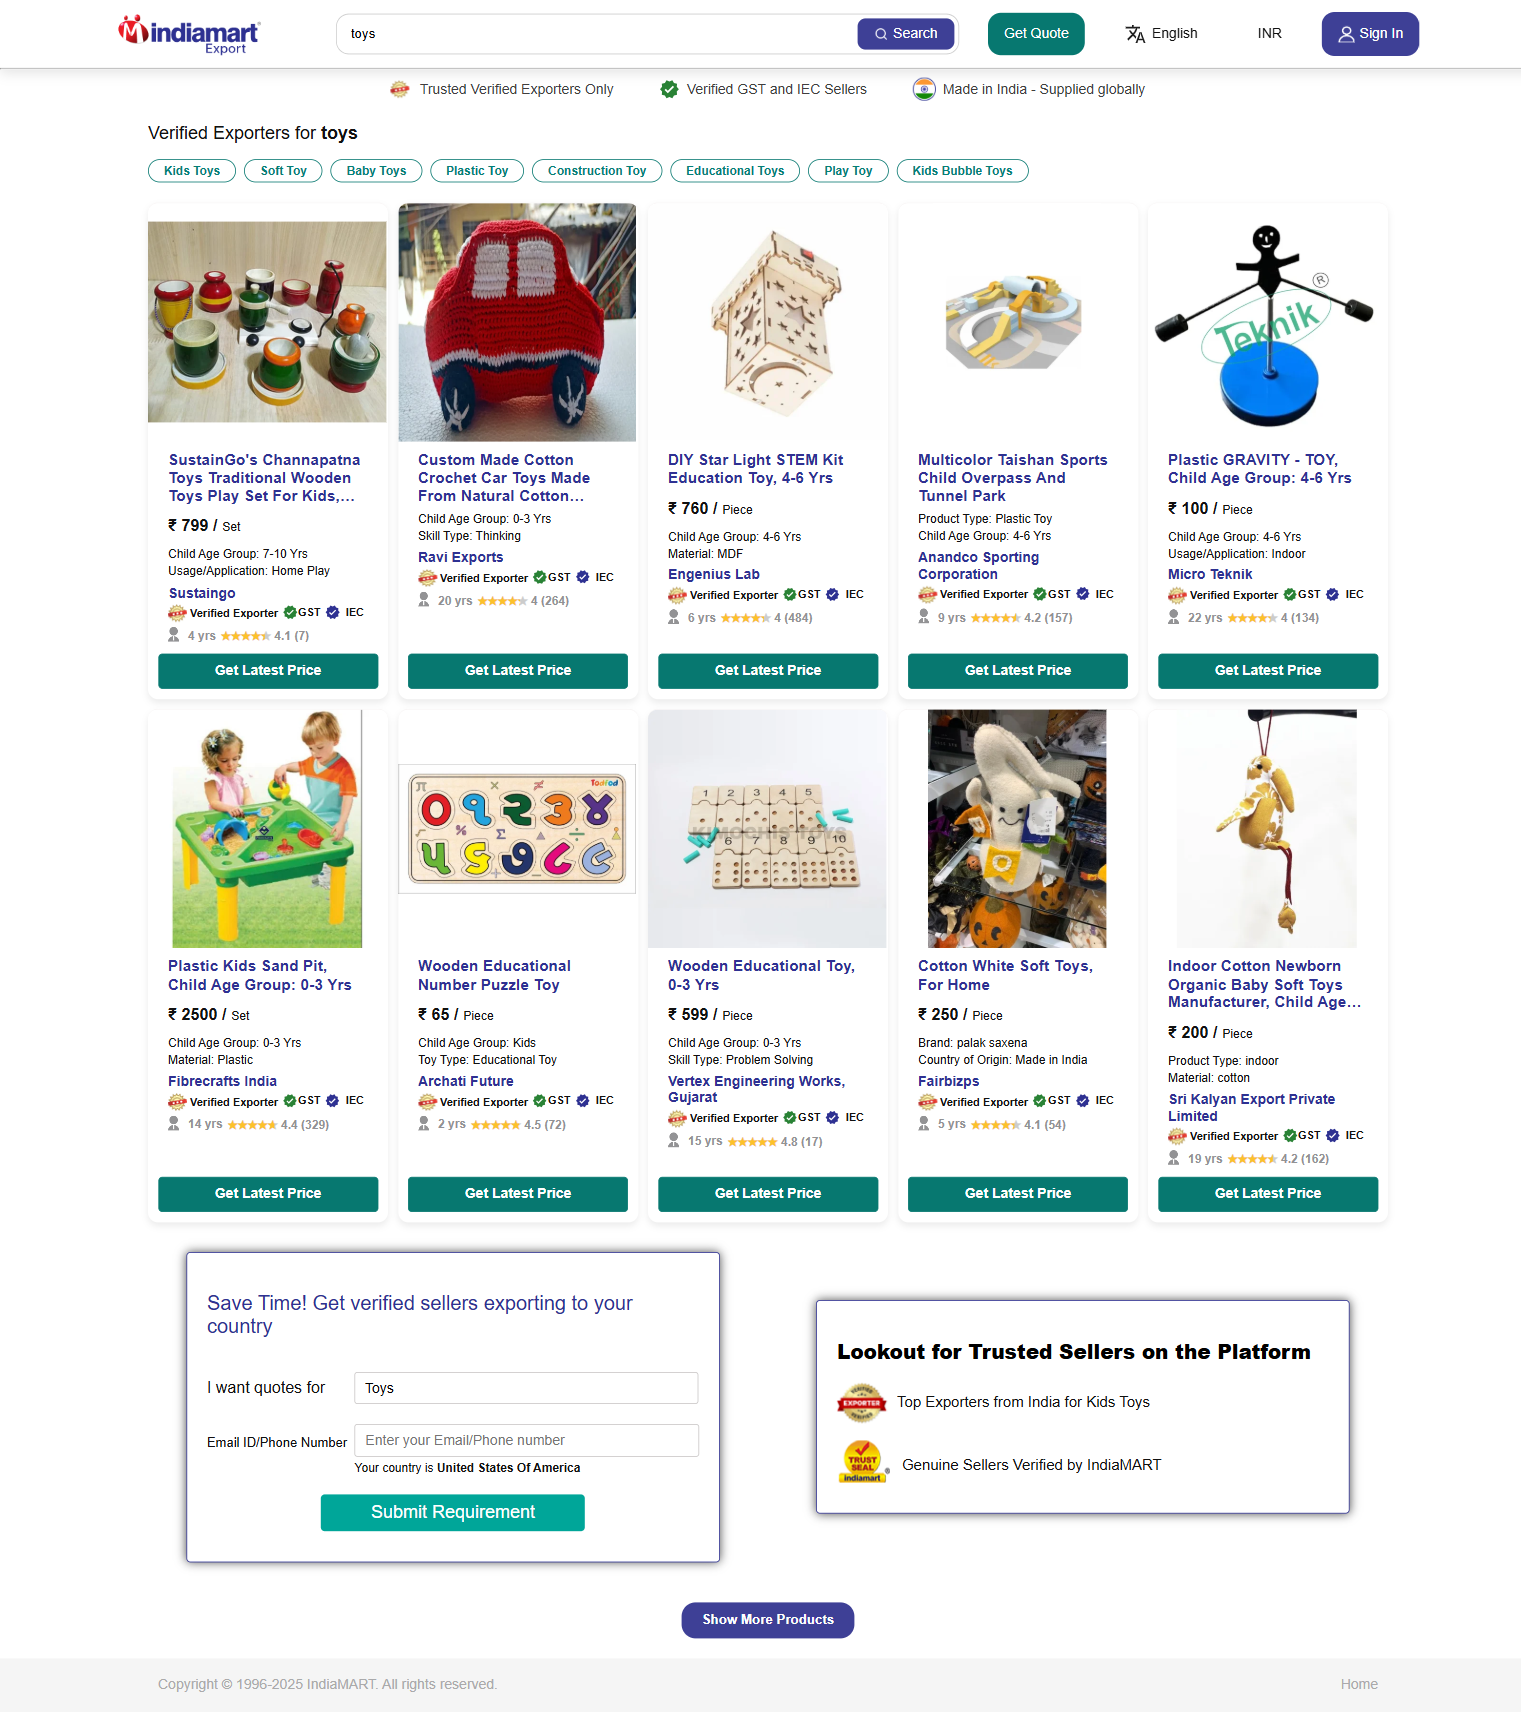 indiamart
Export
toys
Search
Get Quote
English
INR
Sign In
Trusted Verified Exporters Only
Verified GST and IEC Sellers
Made in India - Supplied globally
Verified Exporters for toys
Kids Toys
Soft Toy
Baby Toys
Plastic Toy
Construction Toy
Educational Toys
Play Toy
Kids Bubble Toys
SustainGo's Channapatna
Toys Traditional Wooden
Toys Play Set For Kids,...
₹ 799 / Set
Child Age Group: 7-10 Yrs
Usage/Application: Home Play
Sustaingo
Verified Exporter GST IEC
4 yrs 4.1 (7)
Get Latest Price
Custom Made Cotton
Crochet Car Toys Made
From Natural Cotton...
Child Age Group: 0-3 Yrs
Skill Type: Thinking
Ravi Exports
Verified Exporter GST IEC
20 yrs 4 (264)
Get Latest Price
DIY Star Light STEM Kit
Education Toy, 4-6 Yrs
₹ 760 / Piece
Child Age Group: 4-6 Yrs
Material: MDF
Engenius Lab
Verified Exporter GST IEC
6 yrs 4 (484)
Get Latest Price
Multicolor Taishan Sports
Child Overpass And
Tunnel Park
Product Type: Plastic Toy
Child Age Group: 4-6 Yrs
Anandco Sporting
Corporation
Verified Exporter GST IEC
9 yrs 4.2 (157)
Get Latest Price
Teknik ®
Plastic GRAVITY - TOY,
Child Age Group: 4-6 Yrs
₹ 100 / Piece
Child Age Group: 4-6 Yrs
Usage/Application: Indoor
Micro Teknik
Verified Exporter GST IEC
22 yrs 4 (134)
Get Latest Price
Plastic Kids Sand Pit,
Child Age Group: 0-3 Yrs
₹ 2500 / Set
Child Age Group: 0-3 Yrs
Material: Plastic
Fibrecrafts India
Verified Exporter GST IEC
14 yrs 4.4 (329)
Get Latest Price
Wooden Educational
Number Puzzle Toy
₹ 65 / Piece
Child Age Group: Kids
Toy Type: Educational Toy
Archati Future
Verified Exporter GST IEC
2 yrs 4.5 (72)
Get Latest Price
1 2 3 4 5
6 7 8 9 10
Wooden Educational Toy,
0-3 Yrs
₹ 599 / Piece
Child Age Group: 0-3 Yrs
Skill Type: Problem Solving
Vertex Engineering Works,
Gujarat
Verified Exporter GST IEC
15 yrs 4.8 (17)
Get Latest Price
Cotton White Soft Toys,
For Home
₹ 250 / Piece
Brand: palak saxena
Country of Origin: Made in India
Fairbizps
Verified Exporter GST IEC
5 yrs 4.1 (54)
Get Latest Price
Indoor Cotton Newborn
Organic Baby Soft Toys
Manufacturer, Child Age...
₹ 200 / Piece
Product Type: indoor
Material: cotton
Sri Kalyan Export Private
Limited
Verified Exporter GST IEC
19 yrs 4.2 (162)
Get Latest Price
Save Time! Get verified sellers exporting to your
country
I want quotes for
Toys
Email ID/Phone Number
Enter your Email/Phone number
Your country is United States Of America
Submit Requirement
Lookout for Trusted Sellers on the Platform
EXPORTER
Top Exporters from India for Kids Toys
TRUST
SEAL
indiamart
Genuine Sellers Verified by IndiaMART
Show More Products
Copyright © 1996-2025 IndiaMART. All rights reserved.
Home